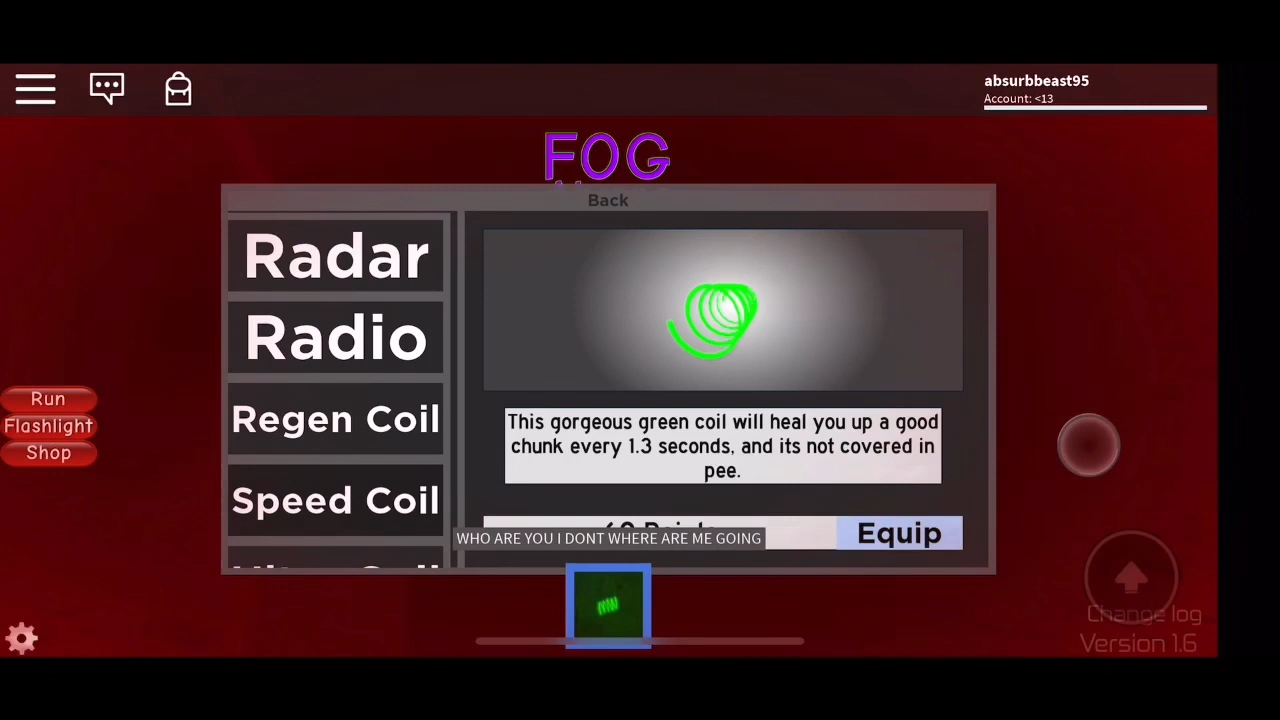 absurbbeast95
Account: <13
FOG
Back
Radar
Radio
Regen Coil
Speed Coil
This gorgeous green coil will heal you up a good
chunk every 1.3 seconds, and its not covered in
pee.
Equip
WHO ARE YOU I DONT WHERE ARE ME GOING
Run
Flashlight
Shop
Change log
Version 1.6